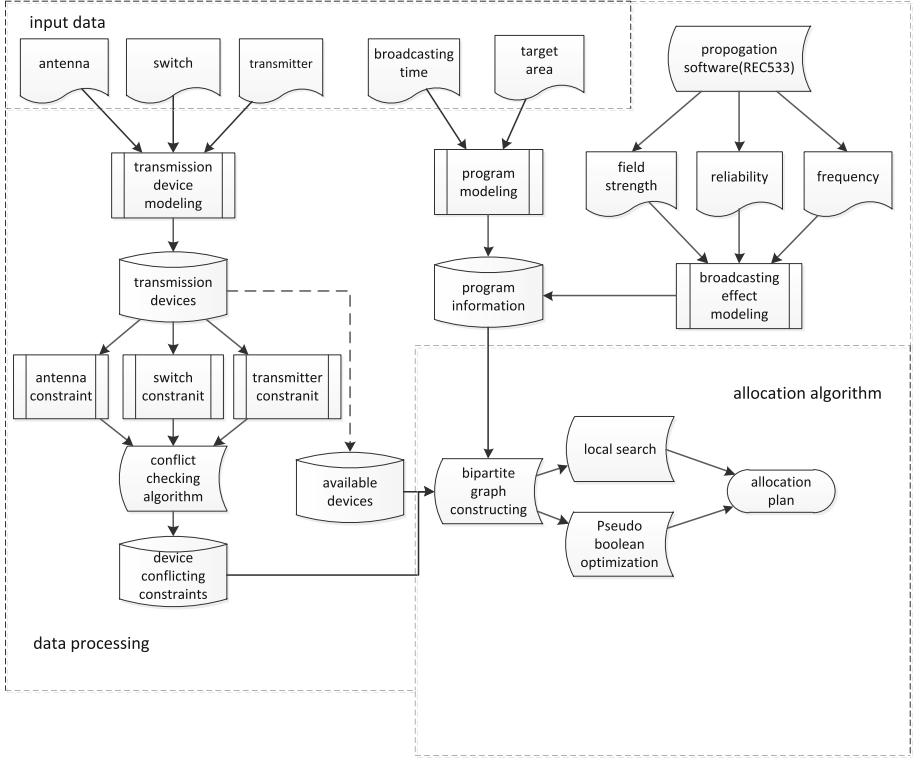 input data
antenna
switch
transmitter
broadcasting
time
target
area
propogation
software(REC533)
transmission
device
modeling
program
modeling
field
strength
reliability
frequency
transmission
devices
program
information
broadcasting
effect
modeling
antenna
constraint
switch
constranit
transmitter
constranit
allocation algorithm
conflict
checking
algorithm
available
devices
bipartite
graph
constructing
local search
allocation
plan
Pseudo
boolean
optimization
device
conflicting
constraints
data processing